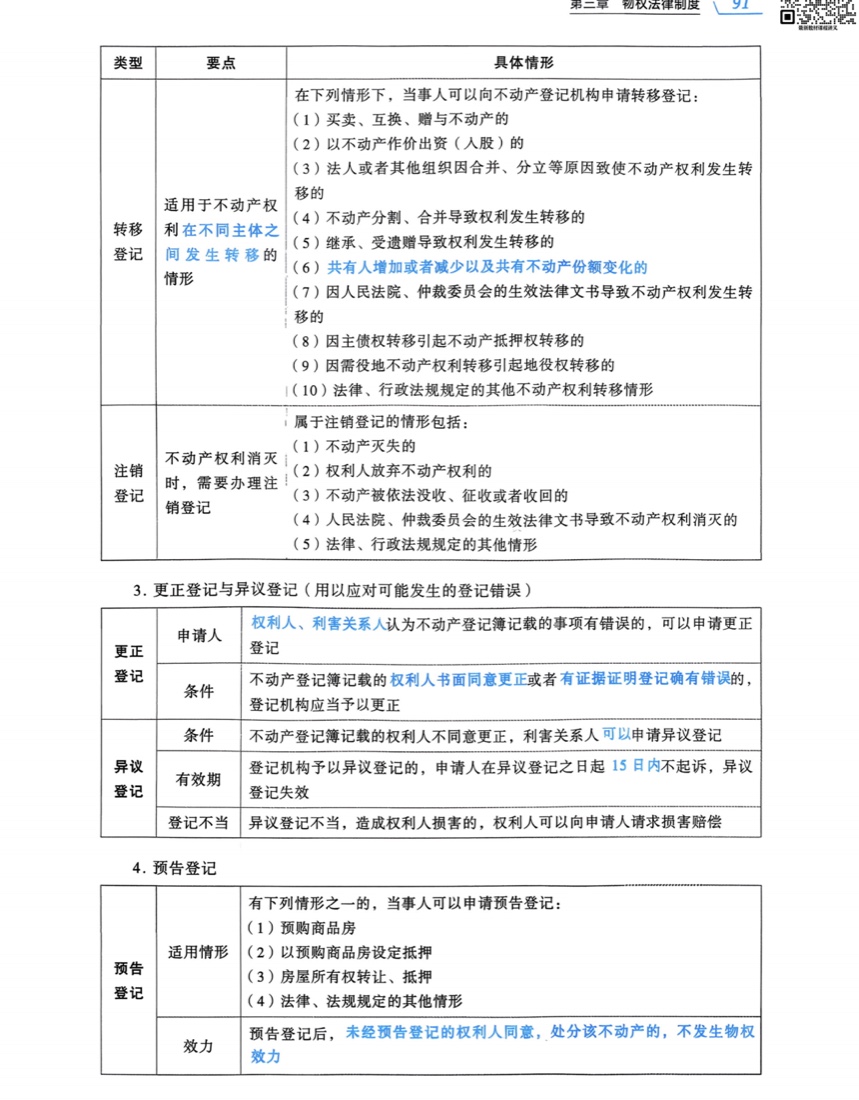 第三章 物权法律制度 91
类型 要点 具体情形
转移
登记
适用于不动产权
利在不同主体之
间发生转移的
情形
在下列情形下，当事人可以向不动产登记机构申请转移登记：
（1）买卖、互换、赠与不动产的
（2）以不动产作价出资（入股）的
（3）法人或者其他组织因合并、分立等原因致使不动产权利发生转
移的
（4）不动产分割、合并导致权利发生转移的
（5）继承、受遗赠导致权利发生转移的
（6）共有人增加或者减少以及共有不动产份额变化的
（7）因人民法院、仲裁委员会的生效法律文书导致不动产权利发生转
移的
（8）因主债权转移引起不动产抵押权转移的
（9）因需役地不动产权利转移引起地役权转移的
（10）法律、行政法规规定的其他不动产权利转移情形
注销
登记
不动产权利消灭
时，需要办理注
销登记
属于注销登记的情形包括：
（1）不动产灭失的
（2）权利人放弃不动产权利的
（3）不动产被依法没收、征收或者收回的
（4）人民法院、仲裁委员会的生效法律文书导致不动产权利消灭的
（5）法律、行政法规规定的其他情形
3. 更正登记与异议登记（用以应对可能发生的登记错误）
更正
登记
申请人
权利人、利害关系人认为不动产登记簿记载的事项有错误的，可以申请更正
登记
条件
不动产登记簿记载的权利人书面同意更正或者有证据证明登记确有错误的，
登记机构应当予以更正
异议
登记
条件 不动产登记簿记载的权利人不同意更正，利害关系人可以申请异议登记
有效期
登记机构予以异议登记的，申请人在异议登记之日起 15 日内不起诉，异议
登记失效
登记不当 异议登记不当，造成权利人损害的，权利人可以向申请人请求损害赔偿
4. 预告登记
预告
登记
适用情形
有下列情形之一的，当事人可以申请预告登记：
（1）预购商品房
（2）以预购商品房设定抵押
（3）房屋所有权转让、抵押
（4）法律、法规规定的其他情形
效力
预告登记后，未经预告登记的权利人同意，处分该不动产的，不发生物权
效力